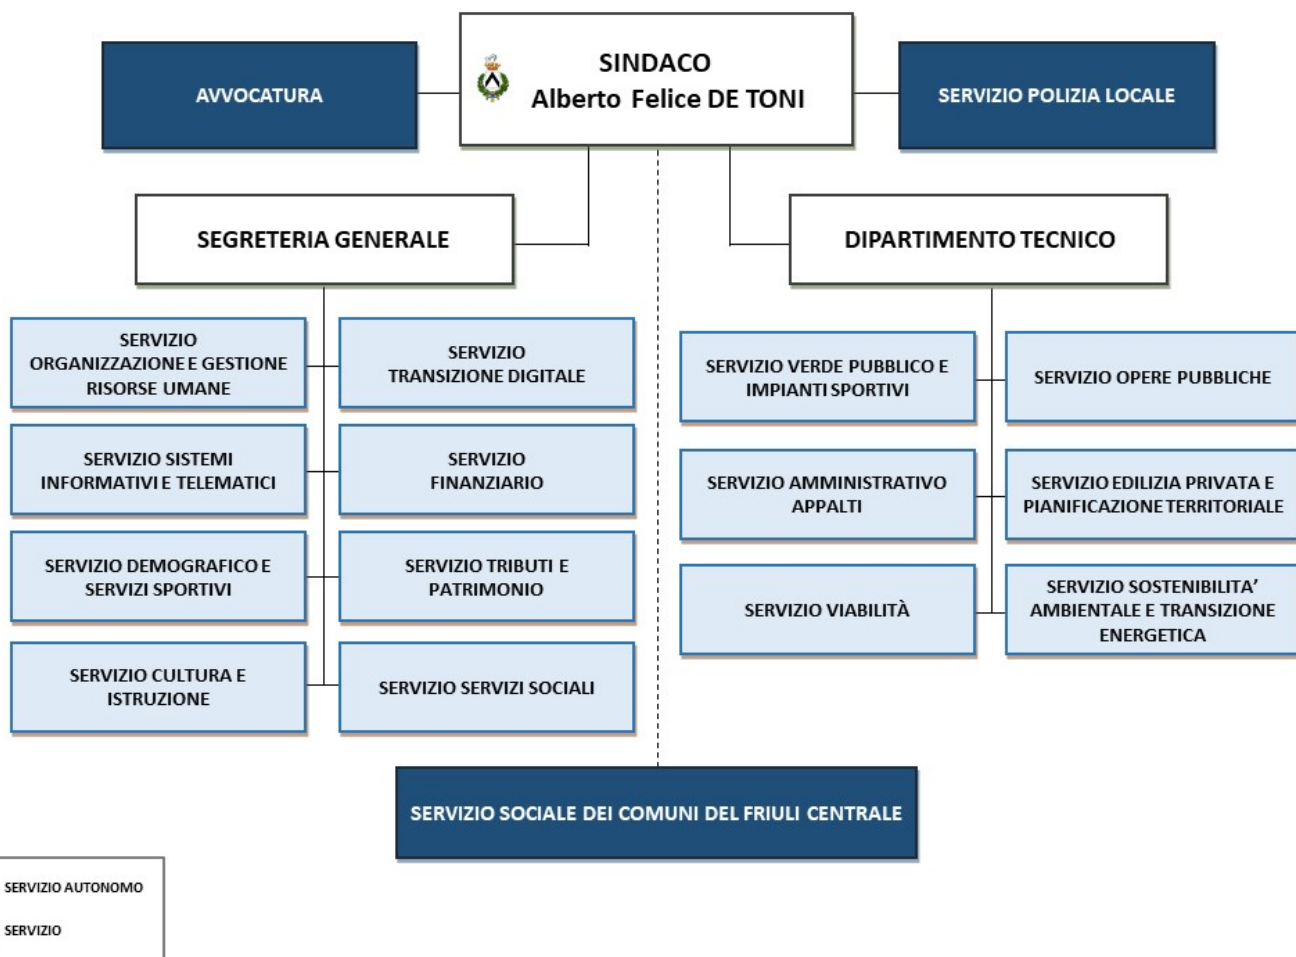 SINDACO
Alberto Felice DE TONI
AVVOCATURA
SERVIZIO POLIZIA LOCALE
SEGRETERIA GENERALE
DIPARTIMENTO TECNICO
SERVIZIO
ORGANIZZAZIONE E GESTIONE
RISORSE UMANE
SERVIZIO
TRANSIZIONE DIGITALE
SERVIZIO SISTEMI
INFORMATIVI E TELEMATICI
SERVIZIO
FINANZIARIO
SERVIZIO DEMOGRAFICO E
SERVIZI SPORTIVI
SERVIZIO TRIBUTI E
PATRIMONIO
SERVIZIO CULTURA E
ISTRUZIONE
SERVIZIO SERVIZI SOCIALI
SERVIZIO VERDE PUBBLICO E
IMPIANTI SPORTIVI
SERVIZIO OPERE PUBBLICHE
SERVIZIO AMMINISTRATIVO
APPALTI
SERVIZIO EDILIZIA PRIVATA E
PIANIFICAZIONE TERRITORIALE
SERVIZIO VIABILITÀ
SERVIZIO SOSTENIBILITA’
AMBIENTALE E TRANSIZIONE
ENERGETICA
SERVIZIO SOCIALE DEI COMUNI DEL FRIULI CENTRALE
SERVIZIO AUTONOMO
SERVIZIO